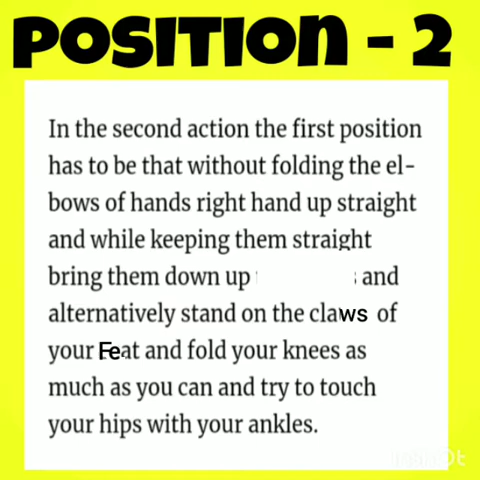 POSITION - 2
In the second action the first position
has to be that without folding the el-
bows of hands right hand up straight
and while keeping them straight
bring them down up and
alternatively stand on the claws of
your Feat and fold your knees as
much as you can and try to touch
your hips with your ankles.